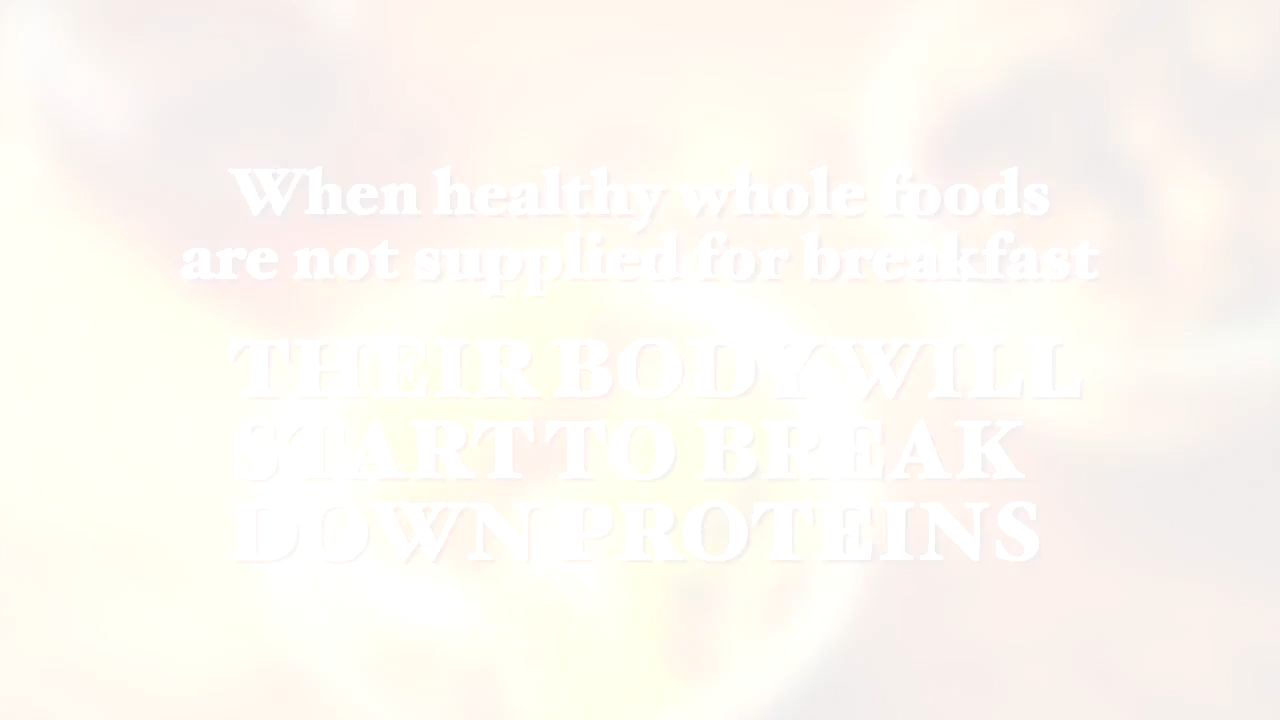 When healthy whole foods
are not supplied for breakfast
THEIR BODY WILL
START TO BREAK
DOWN PROTEINS